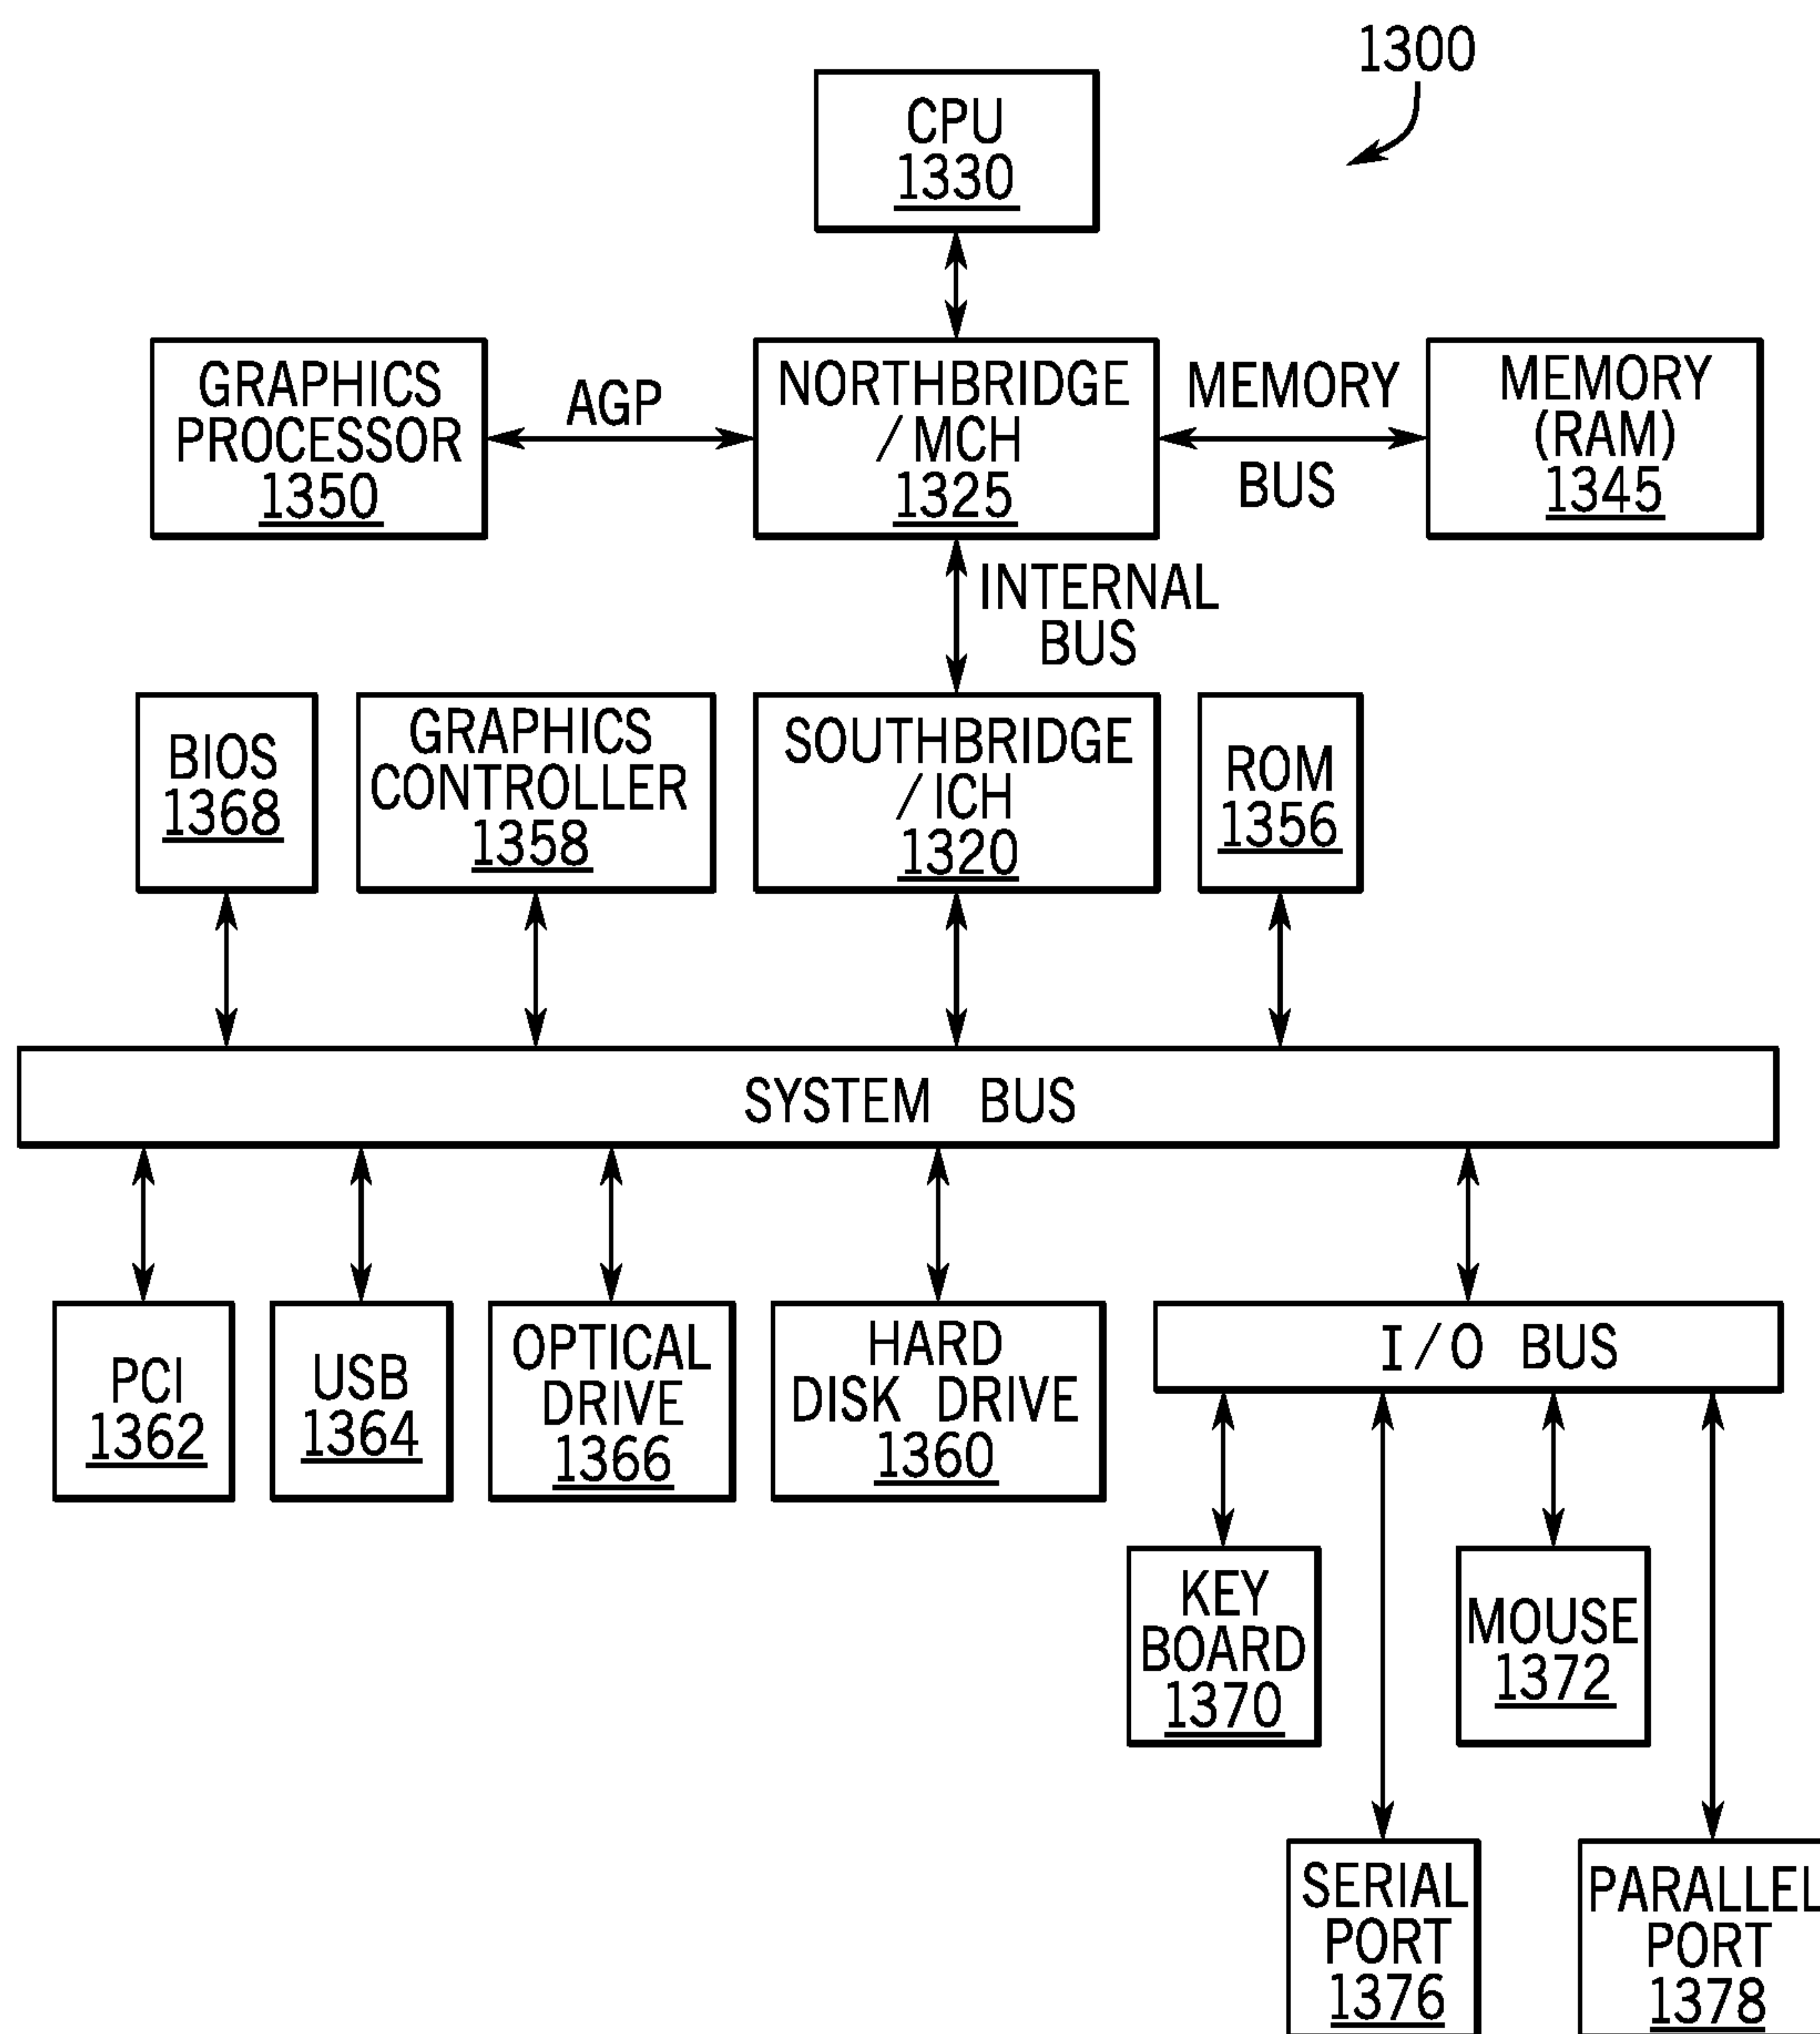 1300
CPU
1330
GRAPHICS
PROCESSOR
1350
AGP
NORTHBRIDGE
/MCH
1325
MEMORY
BUS
MEMORY
(RAM)
1345
INTERNAL
BUS
BIOS
1368
GRAPHICS
CONTROLLER
1358
SOUTHBRIDGE
/ICH
1320
ROM
1356
SYSTEM BUS
PCI
1362
USB
1364
OPTICAL
DRIVE
1366
HARD
DISK DRIVE
1360
I/O BUS
KEY
BOARD
1370
MOUSE
1372
SERIAL
PORT
1376
PARALLEL
PORT
1378